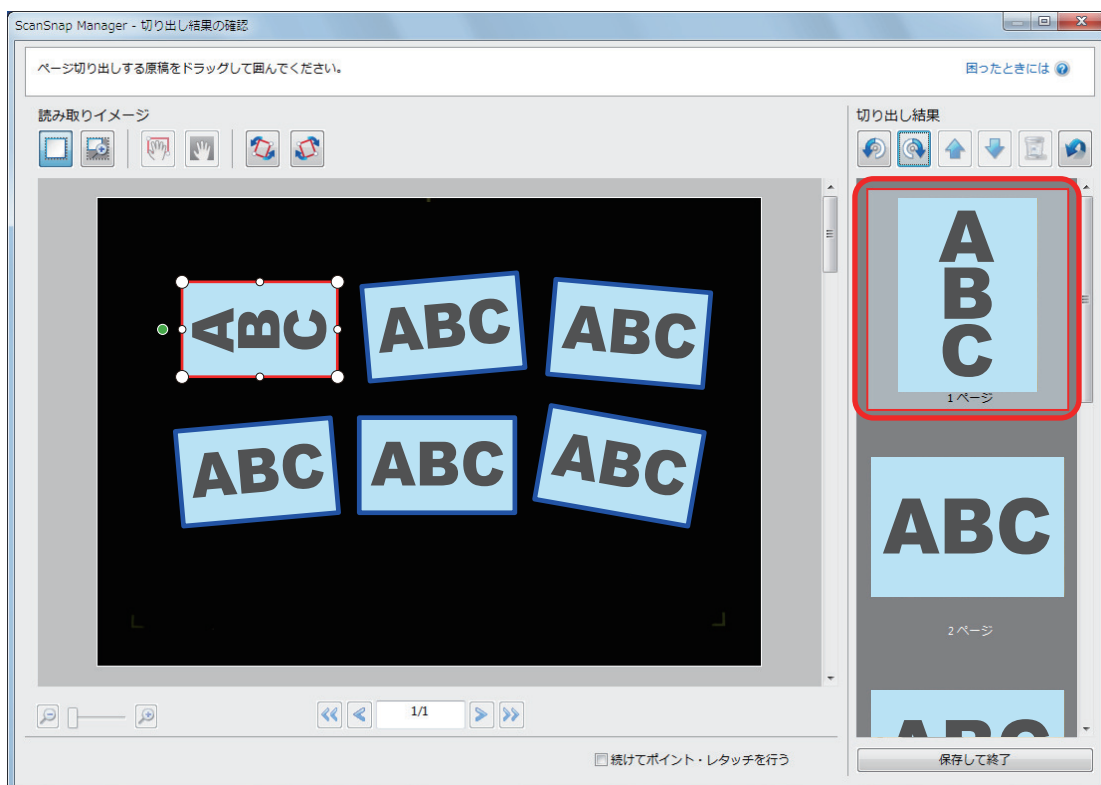 ScanSnap Manager - 切り出し結果の確認
ページ切り出しする原稿をドラッグして囲んでください。
困ったときには
読み取りイメージ
切り出し結果
ABC
ABC
ABC
ABC
ABC
ABC
A
B
C
1 ページ
ABC
2 ページ
ABC
1/1
続けてポイント・レタッチを行う
保存して終了